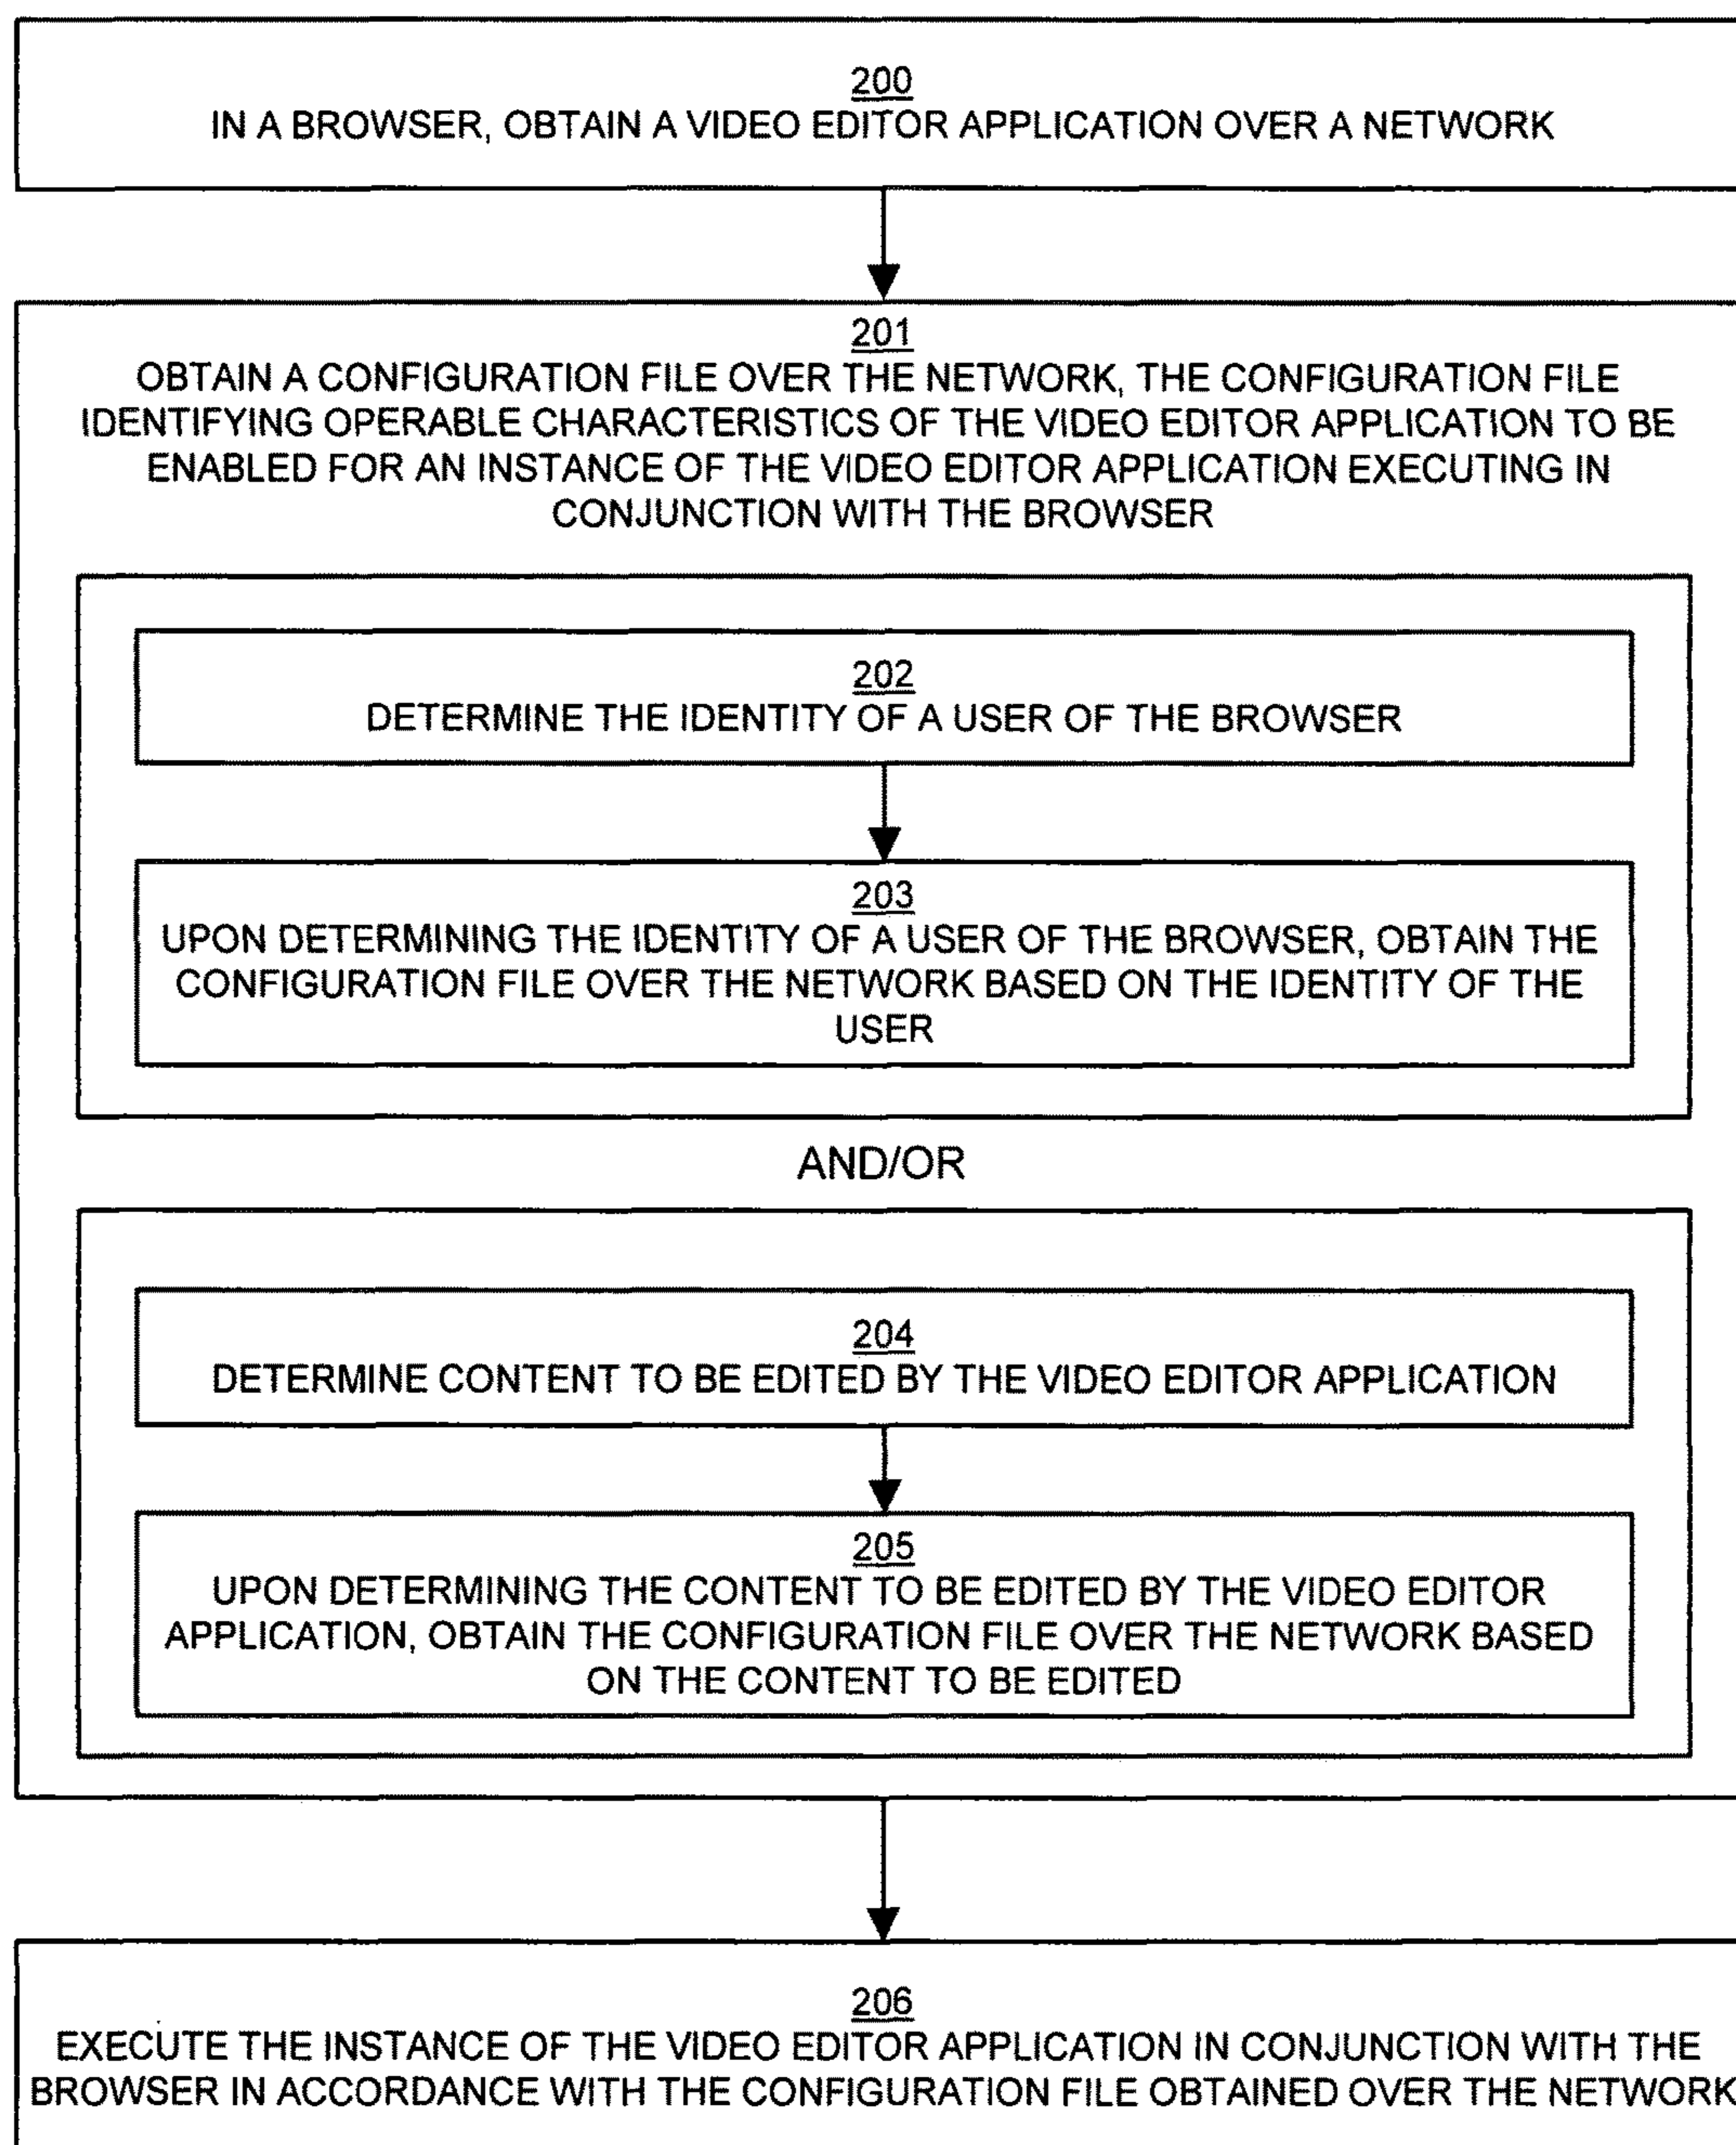 200
IN A BROWSER, OBTAIN A VIDEO EDITOR APPLICATION OVER A NETWORK
201
OBTAIN A CONFIGURATION FILE OVER THE NETWORK, THE CONFIGURATION FILE
IDENTIFYING OPERABLE CHARACTERISTICS OF THE VIDEO EDITOR APPLICATION TO BE
ENABLED FOR AN INSTANCE OF THE VIDEO EDITOR APPLICATION EXECUTING IN
CONJUNCTION WITH THE BROWSER
202
DETERMINE THE IDENTITY OF A USER OF THE BROWSER
203
UPON DETERMINING THE IDENTITY OF A USER OF THE BROWSER, OBTAIN THE
CONFIGURATION FILE OVER THE NETWORK BASED ON THE IDENTITY OF THE
USER
AND/OR
204
DETERMINE CONTENT TO BE EDITED BY THE VIDEO EDITOR APPLICATION
205
UPON DETERMINING THE CONTENT TO BE EDITED BY THE VIDEO EDITOR
APPLICATION, OBTAIN THE CONFIGURATION FILE OVER THE NETWORK BASED
ON THE CONTENT TO BE EDITED
206
EXECUTE THE INSTANCE OF THE VIDEO EDITOR APPLICATION IN CONJUNCTION WITH THE
BROWSER IN ACCORDANCE WITH THE CONFIGURATION FILE OBTAINED OVER THE NETWORK